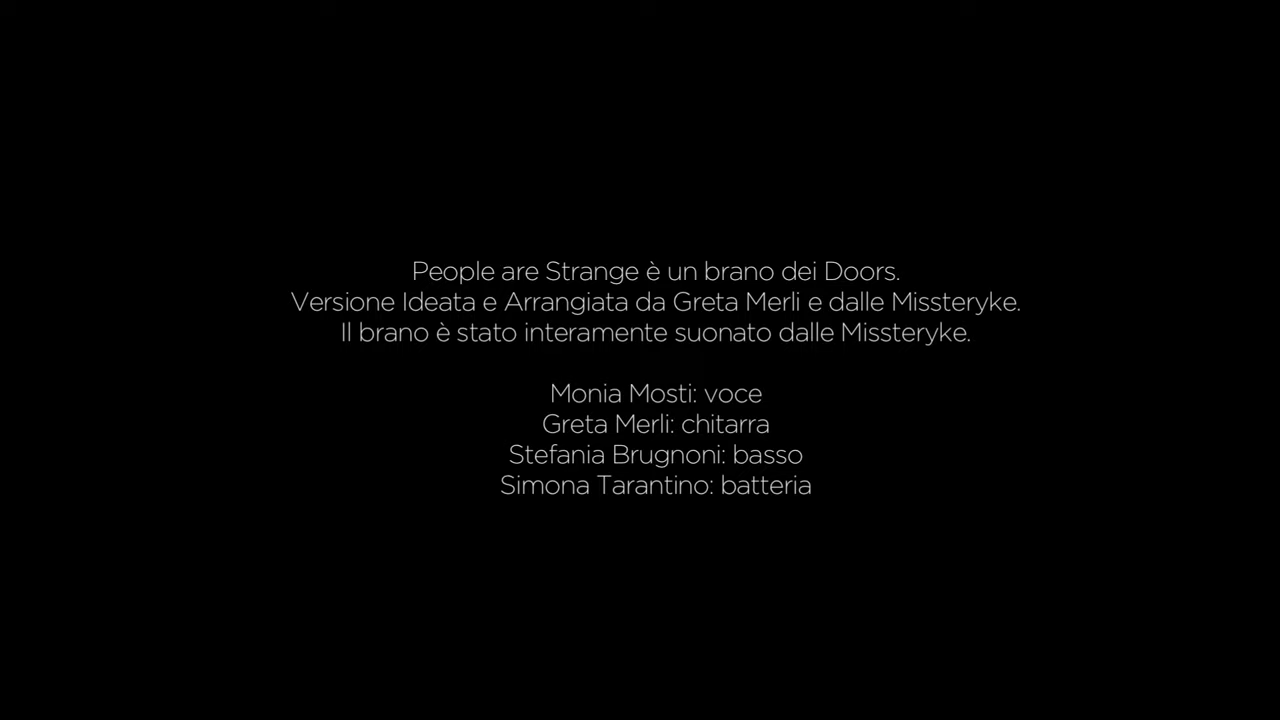 People are Strange è un brano dei Doors.
Versione Ideata e Arrangiata da Greta Merli e dalle Missteryke.
Il brano è stato interamente suonato dalle Missteryke.
Monia Mosti: voce
Greta Merli: chitarra
Stefania Brugnoni: basso
Simona Tarantino: batteria